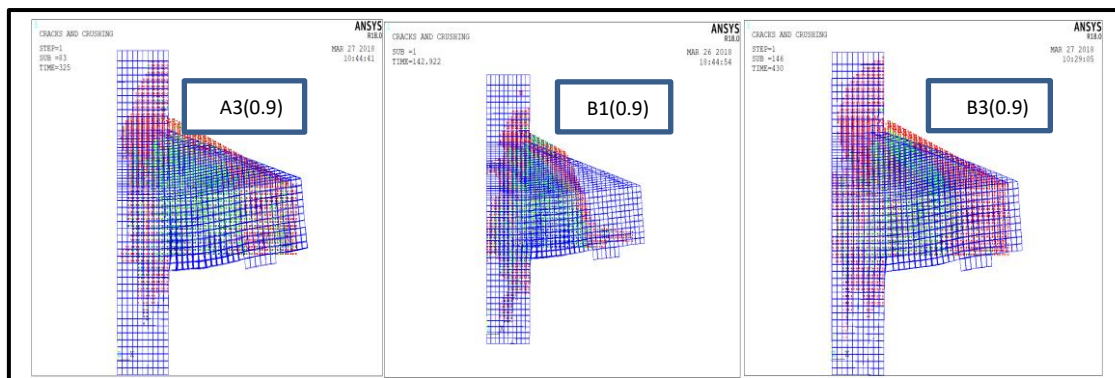 ANSYS
R18.0
CRACKS AND CRUSHING
STEP=1
SUB =83
TIME=325
MAR 27 2018
10:44:41
A3(0.9)
ANSYS
R18.0
CRACKS AND CRUSHING
SUB =1
TIME=142.922
MAR 26 2018
18:44:54
B1(0.9)
ANSYS
R18.0
CRACKS AND CRUSHING
STEP=1
SUB =146
TIME=430
MAR 27 2018
10:29:05
B3(0.9)